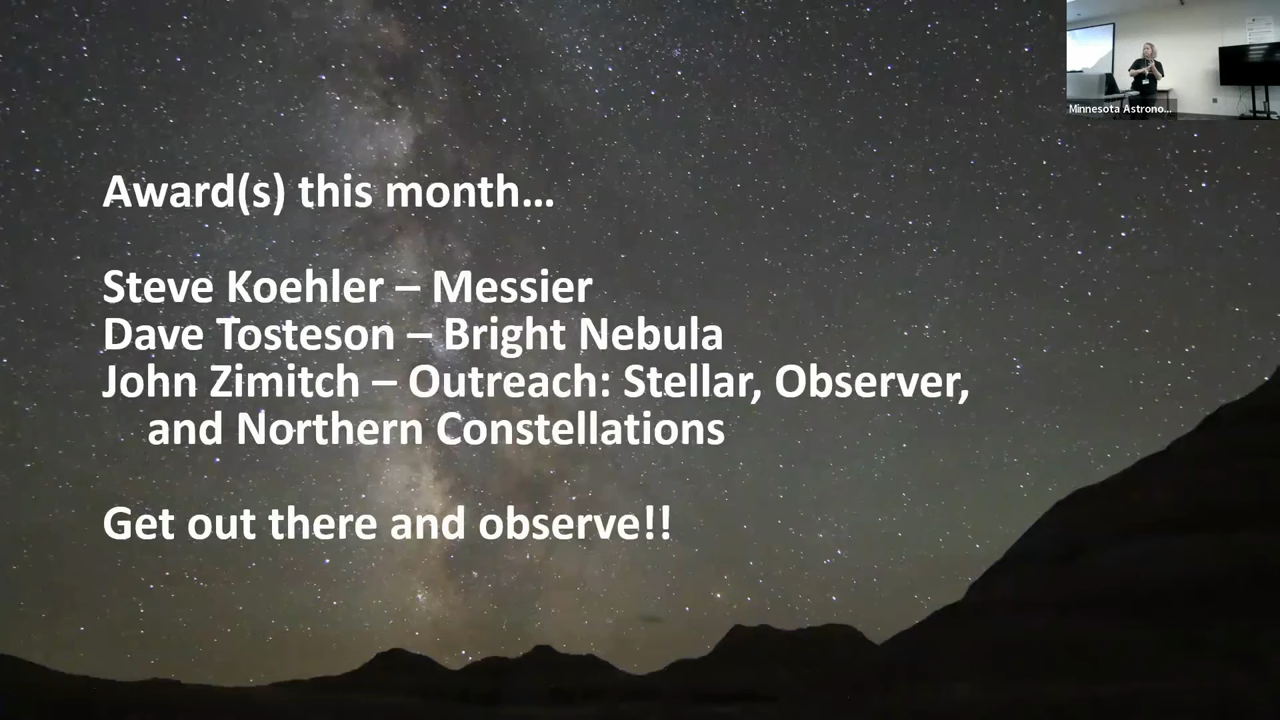 Award(s) this month…
Steve Koehler – Messier
Dave Tosteson – Bright Nebula
John Zimitch – Outreach: Stellar, Observer,
and Northern Constellations
Get out there and observe!!
Minnesota Astrono...